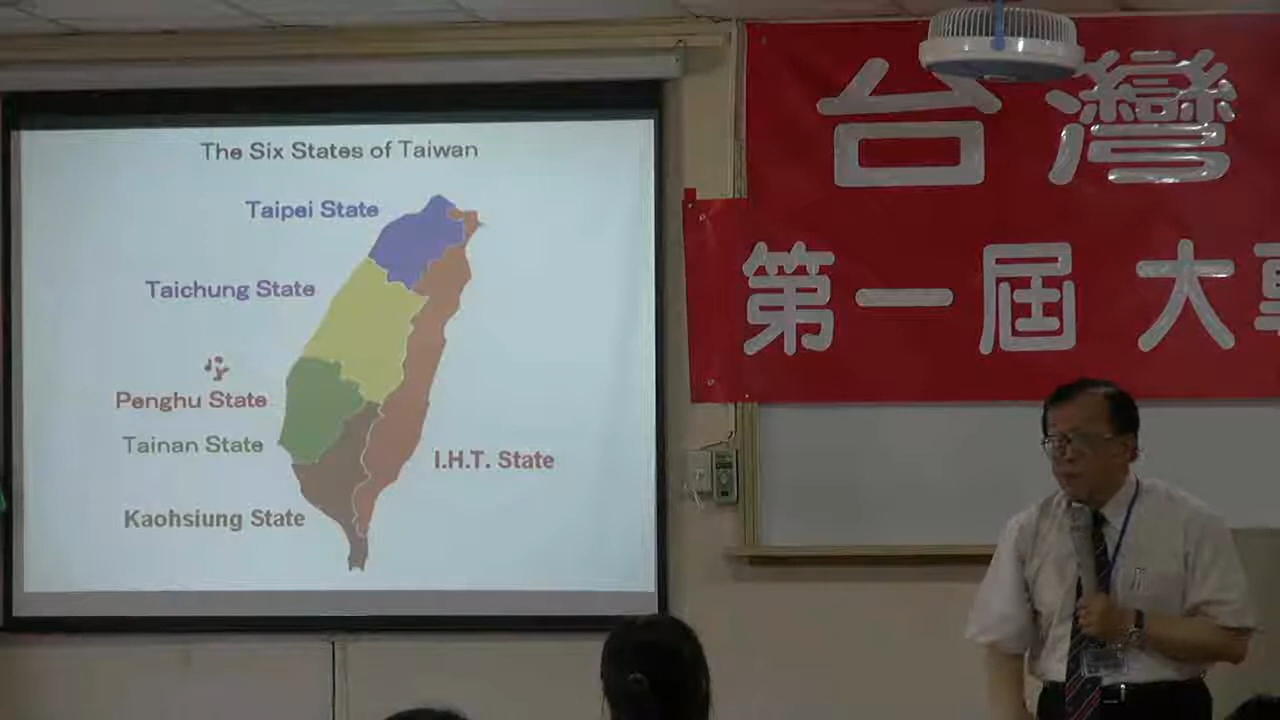 The Six States of Taiwan
Taipei State
Taichung State
Penghu State
Tainan State
I.H.T. State
Kaohsiung State
台灣
第一屆 大